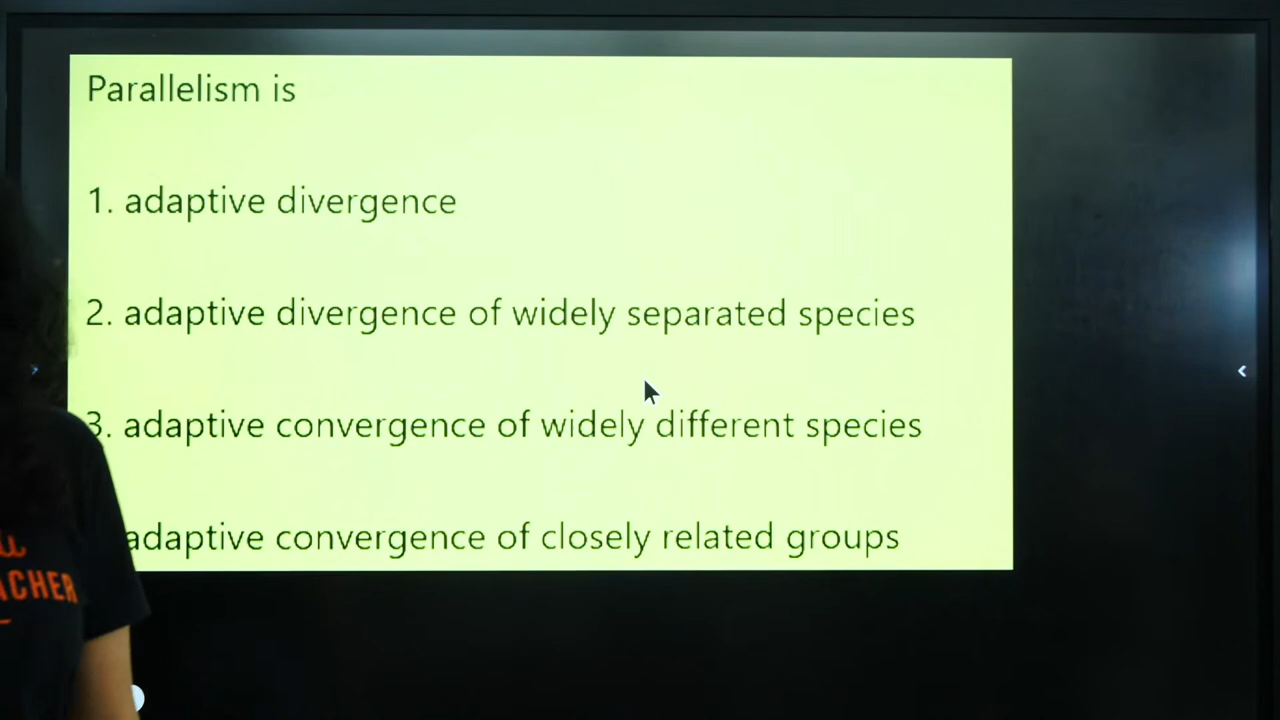 Parallelism is
1. adaptive divergence
2. adaptive divergence of widely separated species
3. adaptive convergence of widely different species
adaptive convergence of closely related groups